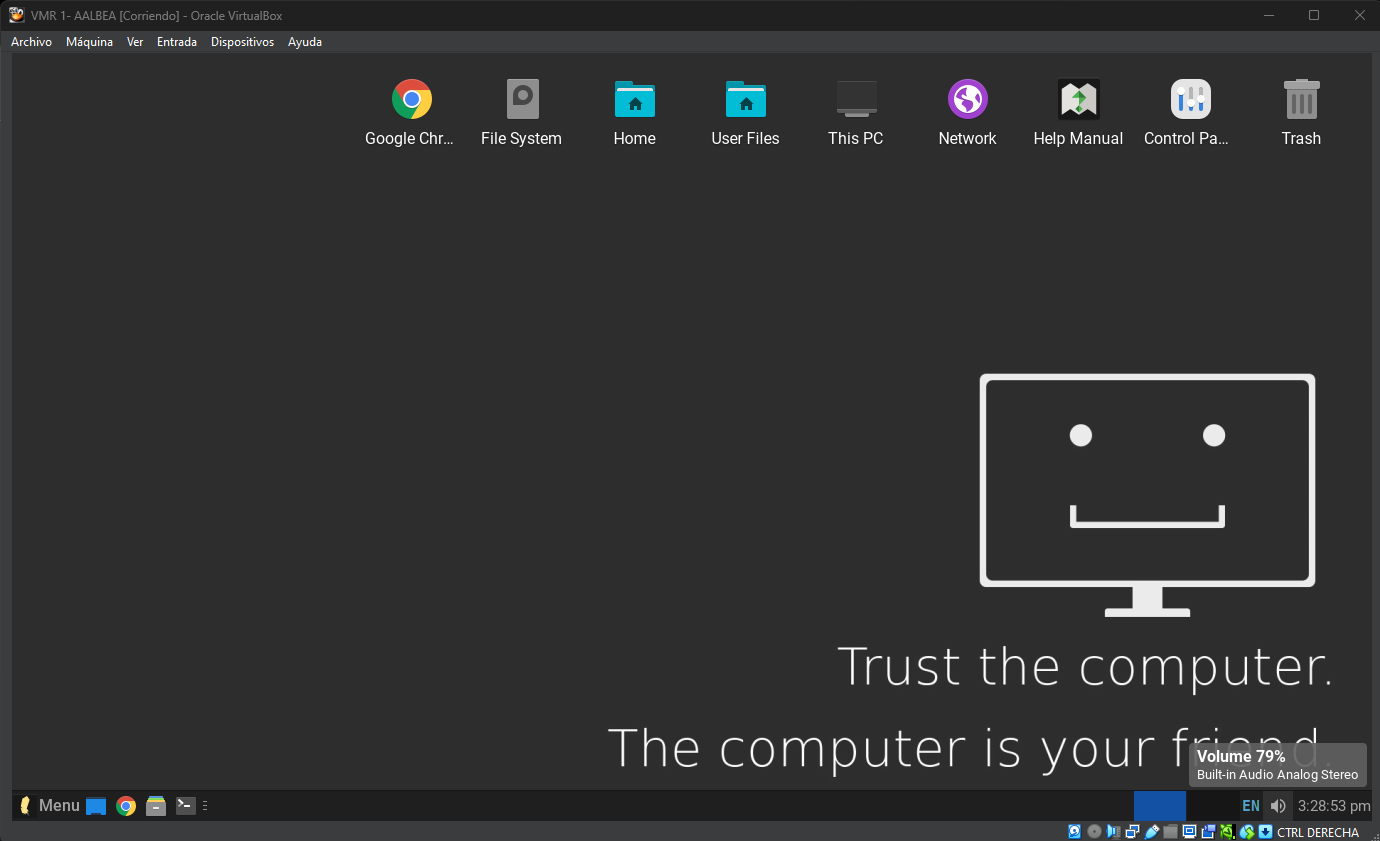 VMR 1- AALBEA [Corriendo] - Oracle VirtualBox
Archivo Máquina Ver Entrada Dispositivos Ayuda
Google Chr... File System Home User Files This PC Network Help Manual Control Pa... Trash
Trust the computer.
The computer is your friend.
Volume 79%
Built-in Audio Analog Stereo
Menu EN 3:28:53 pm
CTRL DERECHA